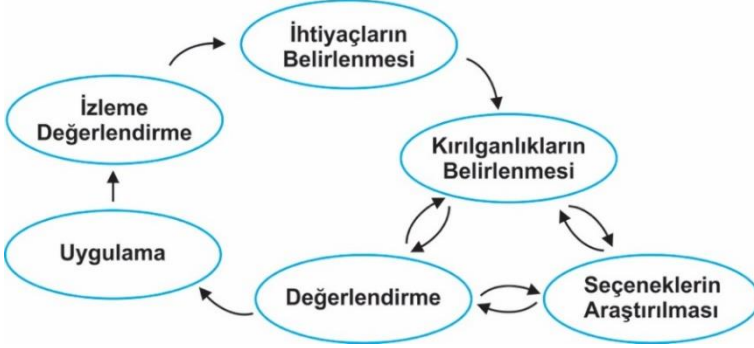 İhtiyaçların
Belirlenmesi
Kırılganlıkların
Belirlenmesi
Seçeneklerin
Araştırılması
Değerlendirme
Uygulama
İzleme
Değerlendirme